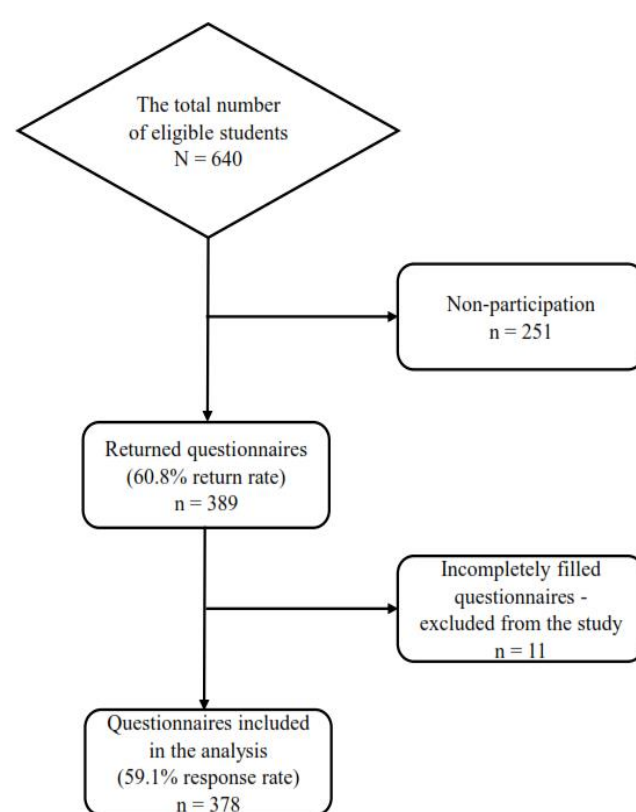 The total number
of eligible students
N = 640
Non-participation
n = 251
Returned questionnaires
(60.8% return rate)
n = 389
Incompletely filled
questionnaires -
excluded from the study
n = 11
Questionnaires included
in the analysis
(59.1% response rate)
n = 378